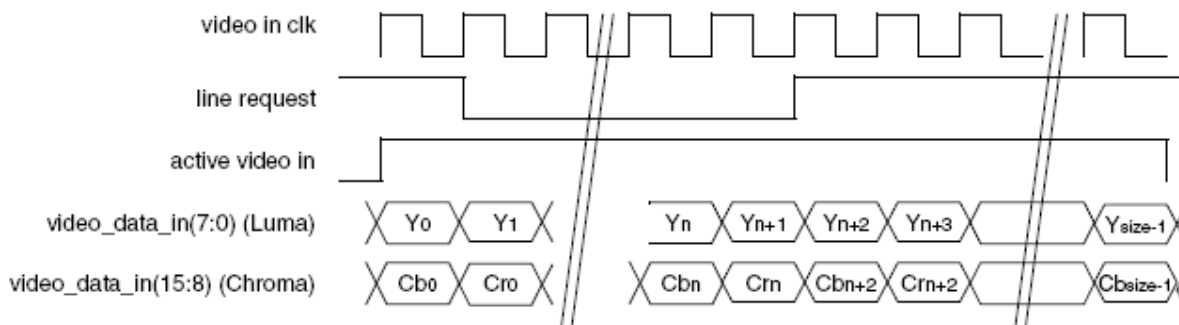 video in clk
line request
active video in
video_data_in(7:0) (Luma) Y0 Y1 Yn Yn+1 Yn+2 Yn+3 Ysize-1
video_data_in(15:8) (Chroma) Cb0 Cr0 Cbn Crn Cbn+2 Crn+2 Cbsize-1